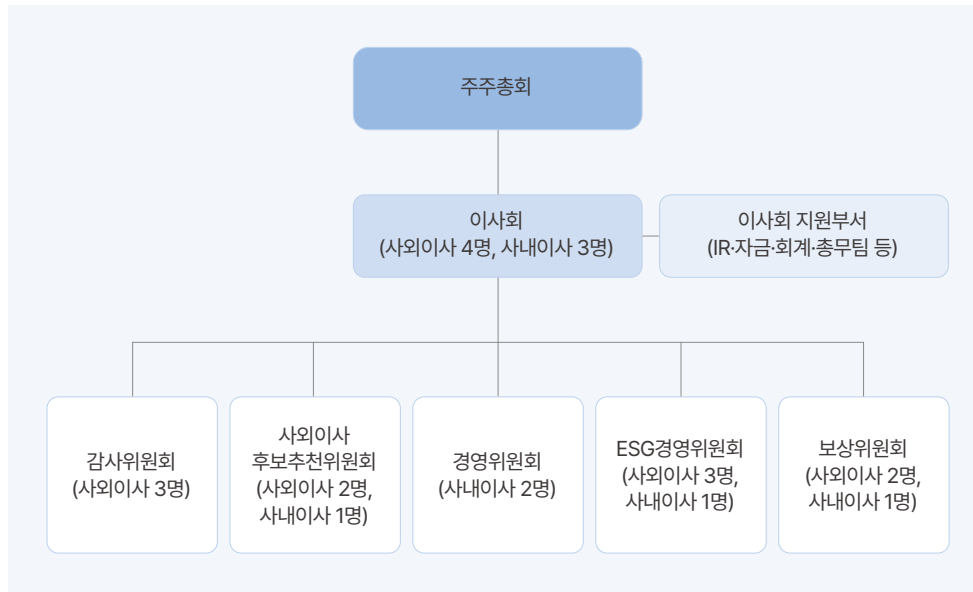 주주총회
이사회
(사외이사 4명, 사내이사 3명)
이사회 지원부서
(IR·자금·회계·총무팀 등)
감사위원회
(사외이사 3명)
사외이사
후보추천위원회
(사외이사 2명,
사내이사 1명)
경영위원회
(사내이사 2명)
ESG경영위원회
(사외이사 3명,
사내이사 1명)
보상위원회
(사외이사 2명,
사내이사 1명)